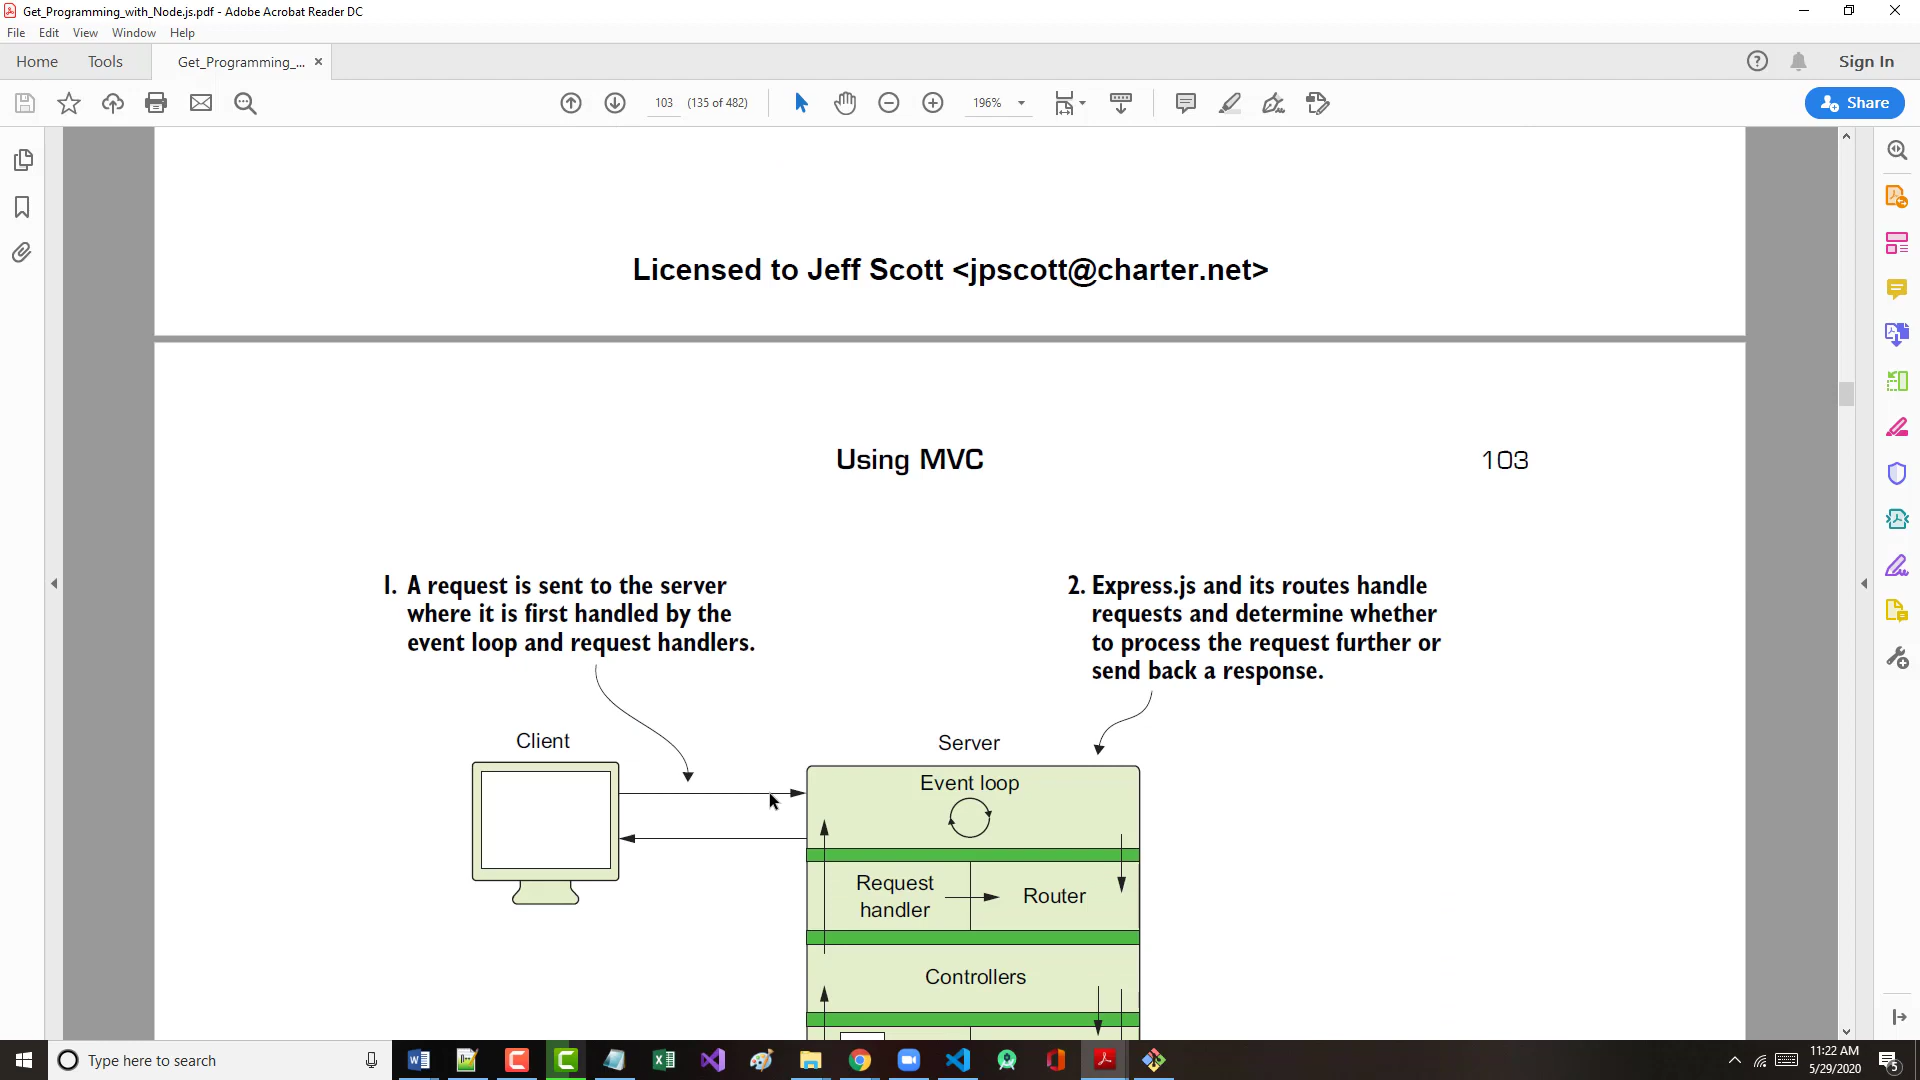 Get_Programming_with_Node.js.pdf - Adobe Acrobat Reader DC
File Edit View Window Help
Home Tools Get_Programming_... × Sign In
103 (135 of 482) 196% Share
Licensed to Jeff Scott <jpscott@charter.net>
Using MVC 103
1. A request is sent to the server
where it is first handled by the
event loop and request handlers.
2. Express.js and its routes handle
requests and determine whether
to process the request further or
send back a response.
Client
Server
Event loop
Request
handler
Router
Controllers
Type here to search
11:22 AM
5/29/2020
5